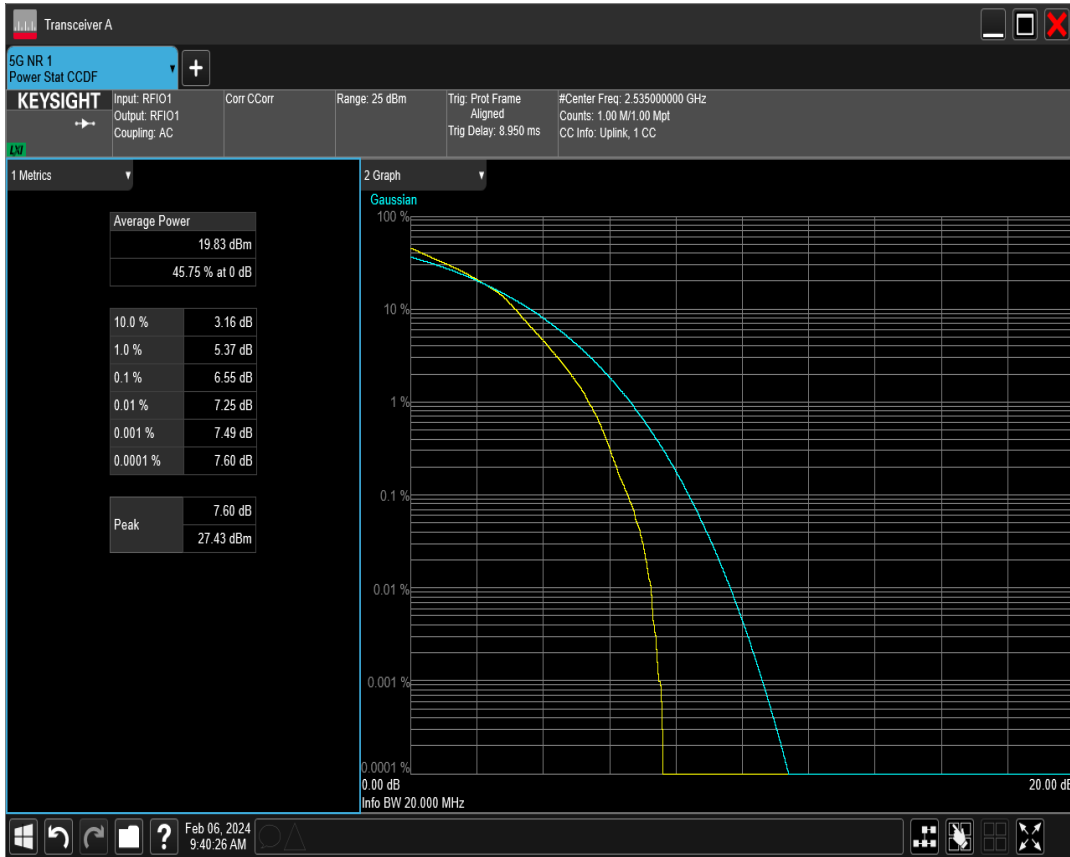 Transceiver A
5G NR 1
Power Stat CCDF
+
KEYSIGHT
LXI
Input: RFIO1
Output: RFIO1
Coupling: AC
Corr CCorr
Range: 25 dBm
Trig: Prot Frame
Aligned
Trig Delay: 8.950 ms
#Center Freq: 2.535000000 GHz
Counts: 1.00 M/1.00 Mpt
CC Info: Uplink, 1 CC
1 Metrics
Average Power
19.83 dBm
45.75 % at 0 dB
10.0 % 3.16 dB
1.0 % 5.37 dB
0.1 % 6.55 dB
0.01 % 7.25 dB
0.001 % 7.49 dB
0.0001 % 7.60 dB
Peak
7.60 dB
27.43 dBm
2 Graph
Gaussian
100 %
10 %
1 %
0.1 %
0.01 %
0.001 %
0.0001 %
0.00 dB 20.00 dB
Info BW 20.000 MHz
?
Feb 06, 2024
9:40:26 AM